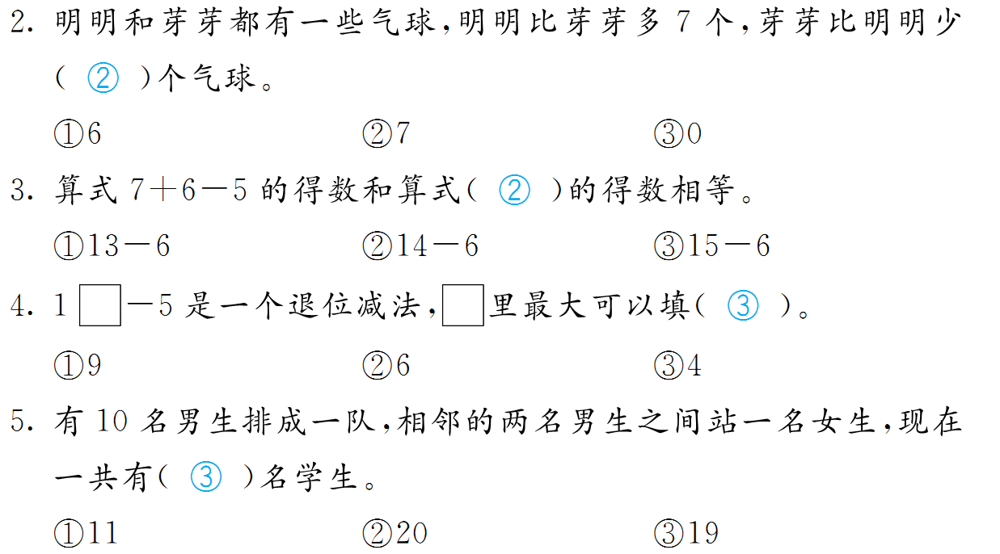 2. 明明和芽芽都有一些气球,明明比芽芽多 7 个,芽芽比明明少
( ② )个气球。
①6 ②7 ③0
3. 算式 7+6-5 的得数和算式( ② )的得数相等。
①13-6 ②14-6 ③15-6
4. 1□-5 是一个退位减法,□里最大可以填( ③ )。
①9 ②6 ③4
5. 有 10 名男生排成一队,相邻的两名男生之间站一名女生,现在
一共有( ③ )名学生。
①11 ②20 ③19